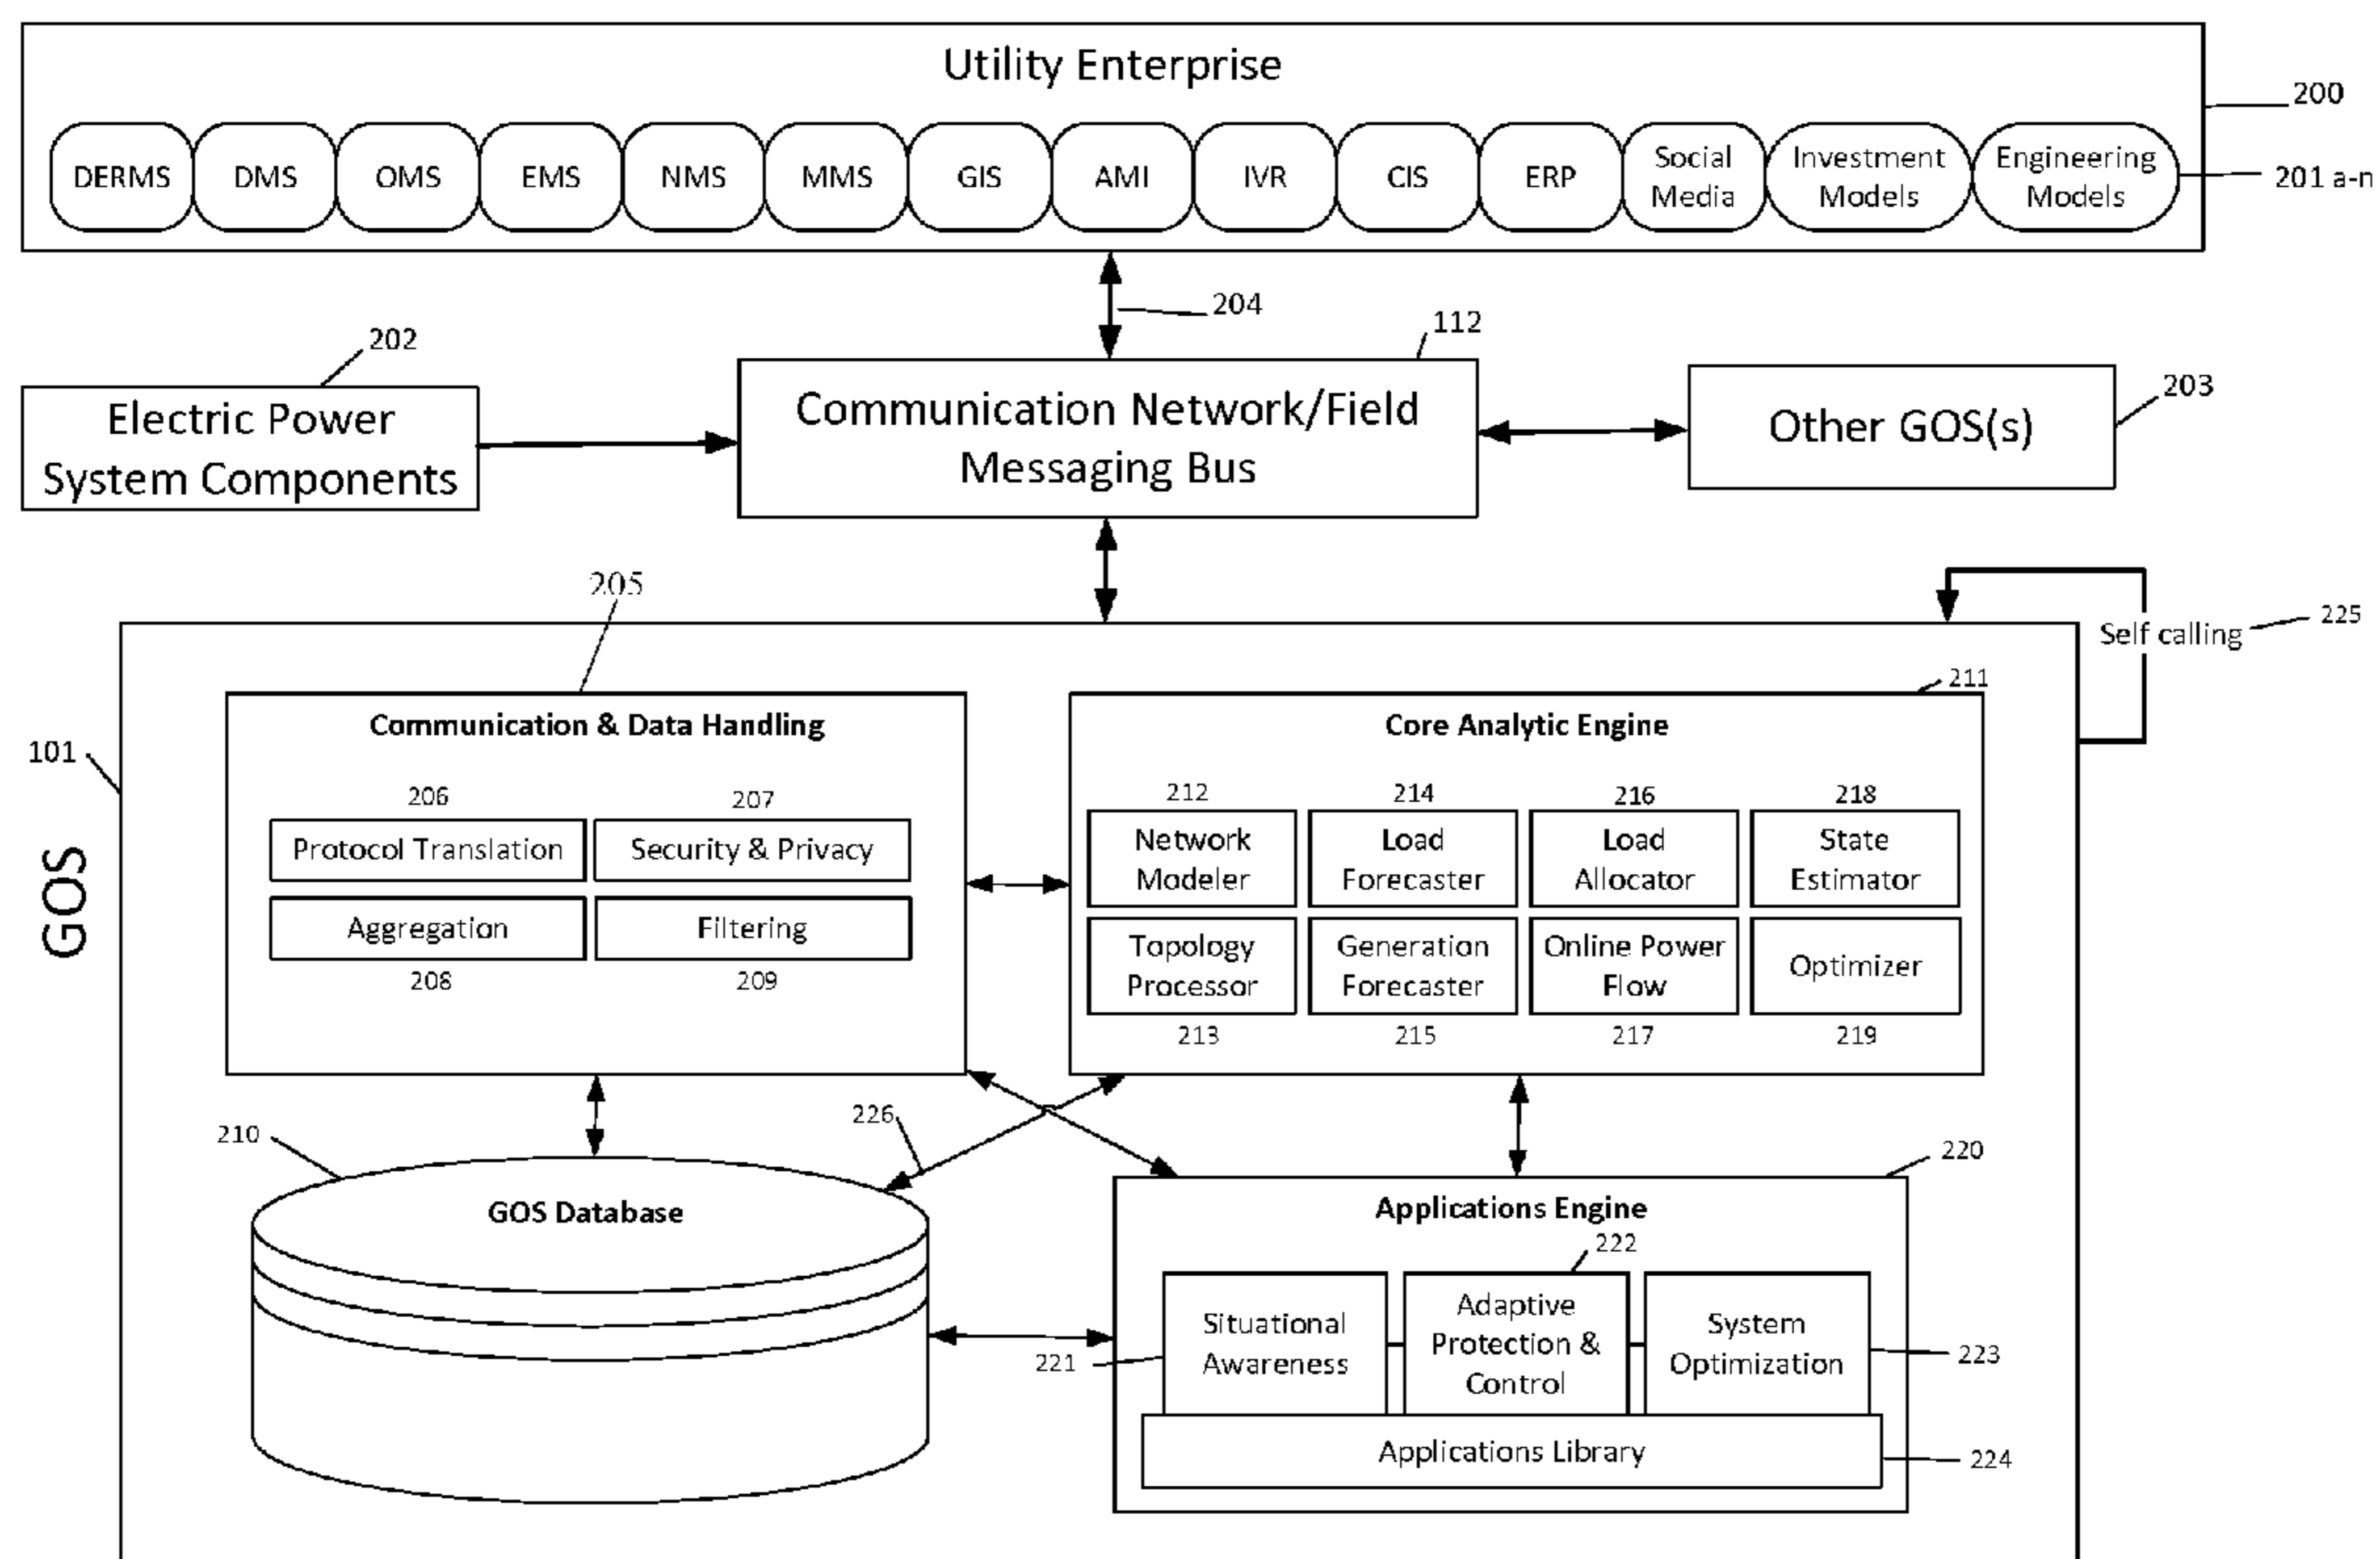 Utility Enterprise
200
DERMS
DMS
OMS
EMS
NMS
MMS
GIS
AMI
IVR
CIS
ERP
Social
Media
Investment
Models
Engineering
Models
201 a-n
204
202
112
203
Electric Power
System Components
Communication Network/Field
Messaging Bus
Other GOS(s)
205
Self calling
225
101
GOS
211
Communication & Data Handling
206
207
Protocol Translation
Security & Privacy
Aggregation
Filtering
208
209
Core Analytic Engine
212
214
216
218
Network
Modeler
Load
Forecaster
Load
Allocator
State
Estimator
Topology
Processor
Generation
Forecaster
Online Power
Flow
Optimizer
213
215
217
219
226
210
GOS Database
220
Applications Engine
222
Situational
Awareness
Adaptive
Protection &
Control
System
Optimization
221
223
Applications Library
224